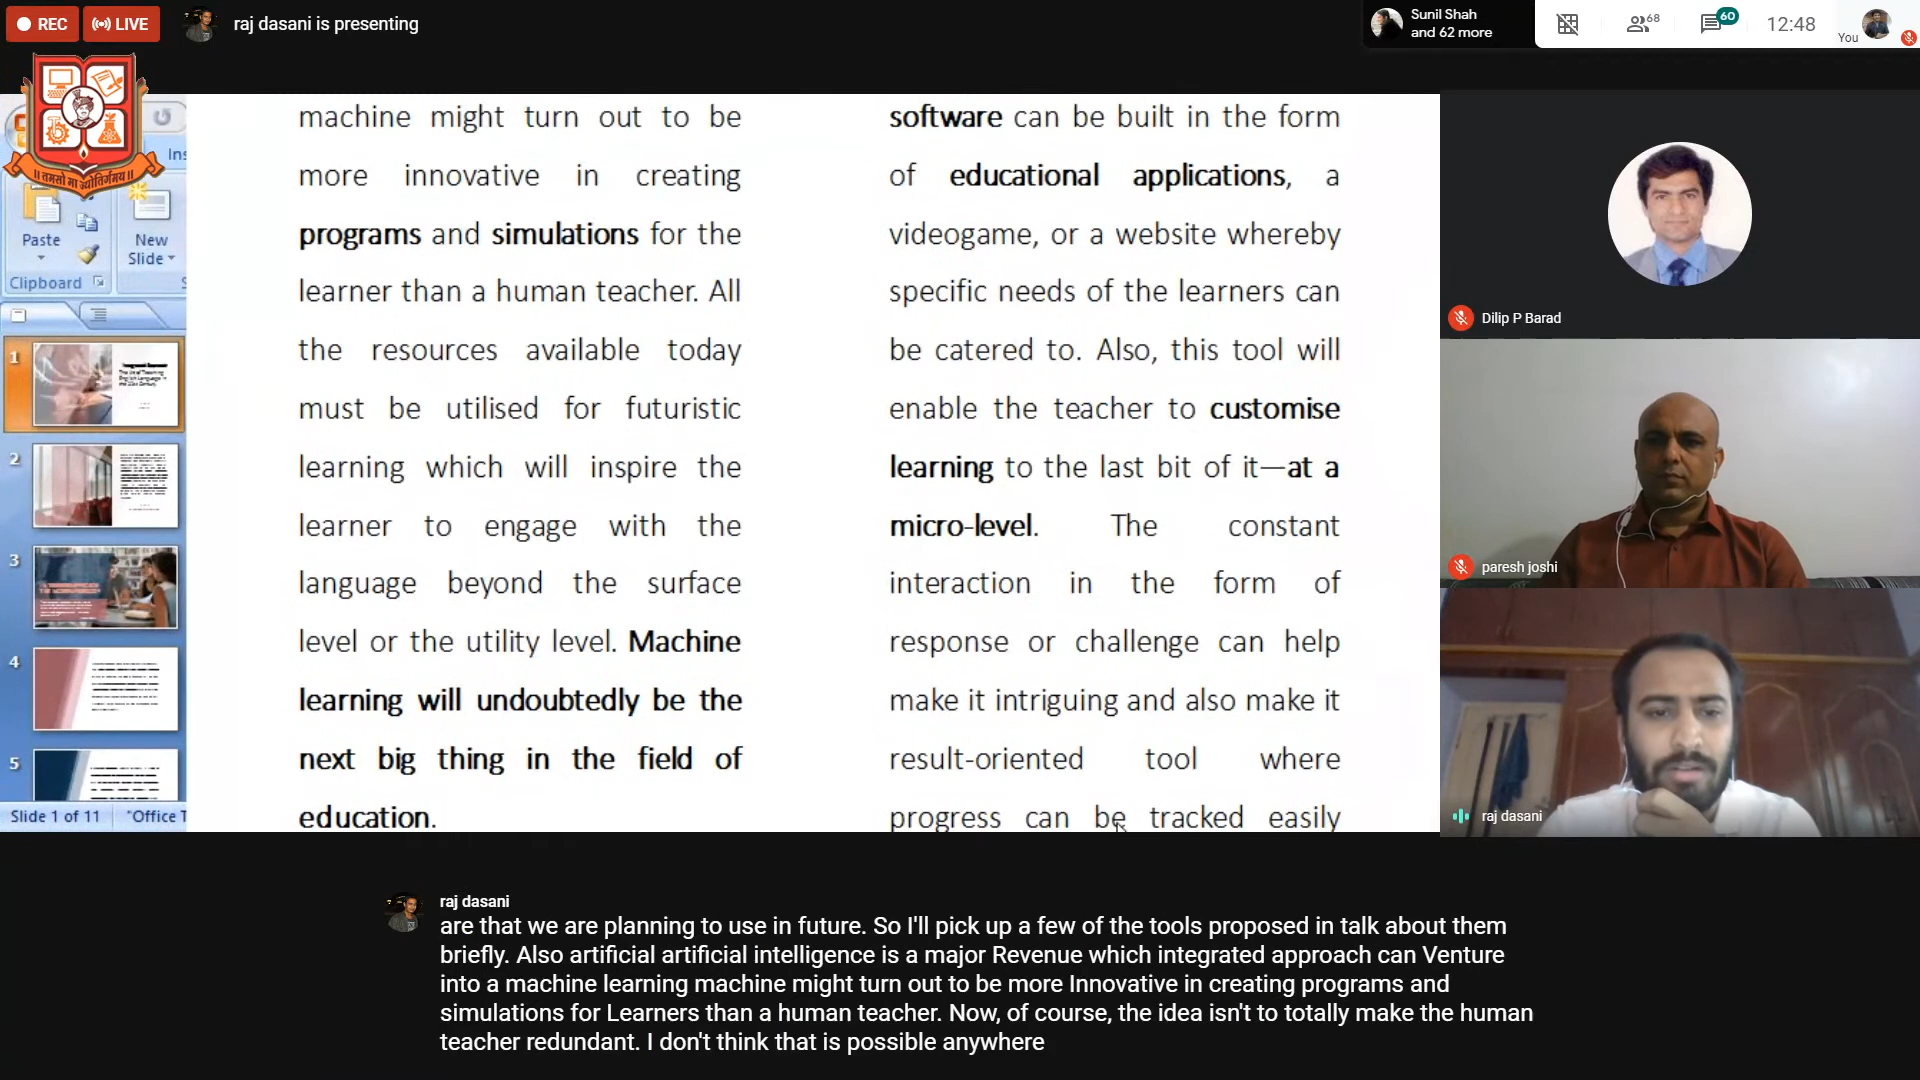 REC
LIVE
raj dasani is presenting
Sunil Shah
and 62 more
68
60
12:48
You
॥ तमसो मा ज्योतिर्गमय ॥
Ins
Paste
New
Slide
Clipboard
1
2
3
4
5
Slide 1 of 11
"Office T
machine might turn out to be
more innovative in creating
programs and simulations for the
learner than a human teacher. All
the resources available today
must be utilised for futuristic
learning which will inspire the
learner to engage with the
language beyond the surface
level or the utility level. Machine
learning will undoubtedly be the
next big thing in the field of
education.
software can be built in the form
of educational applications, a
videogame, or a website whereby
specific needs of the learners can
be catered to. Also, this tool will
enable the teacher to customise
learning to the last bit of it—at a
micro-level. The constant
interaction in the form of
response or challenge can help
make it intriguing and also make it
result-oriented tool where
progress can be tracked easily
Dilip P Barad
paresh joshi
raj dasani
raj dasani
are that we are planning to use in future. So I'll pick up a few of the tools proposed in talk about them
briefly. Also artificial artificial intelligence is a major Revenue which integrated approach can Venture
into a machine learning machine might turn out to be more Innovative in creating programs and
simulations for Learners than a human teacher. Now, of course, the idea isn't to totally make the human
teacher redundant. I don't think that is possible anywhere